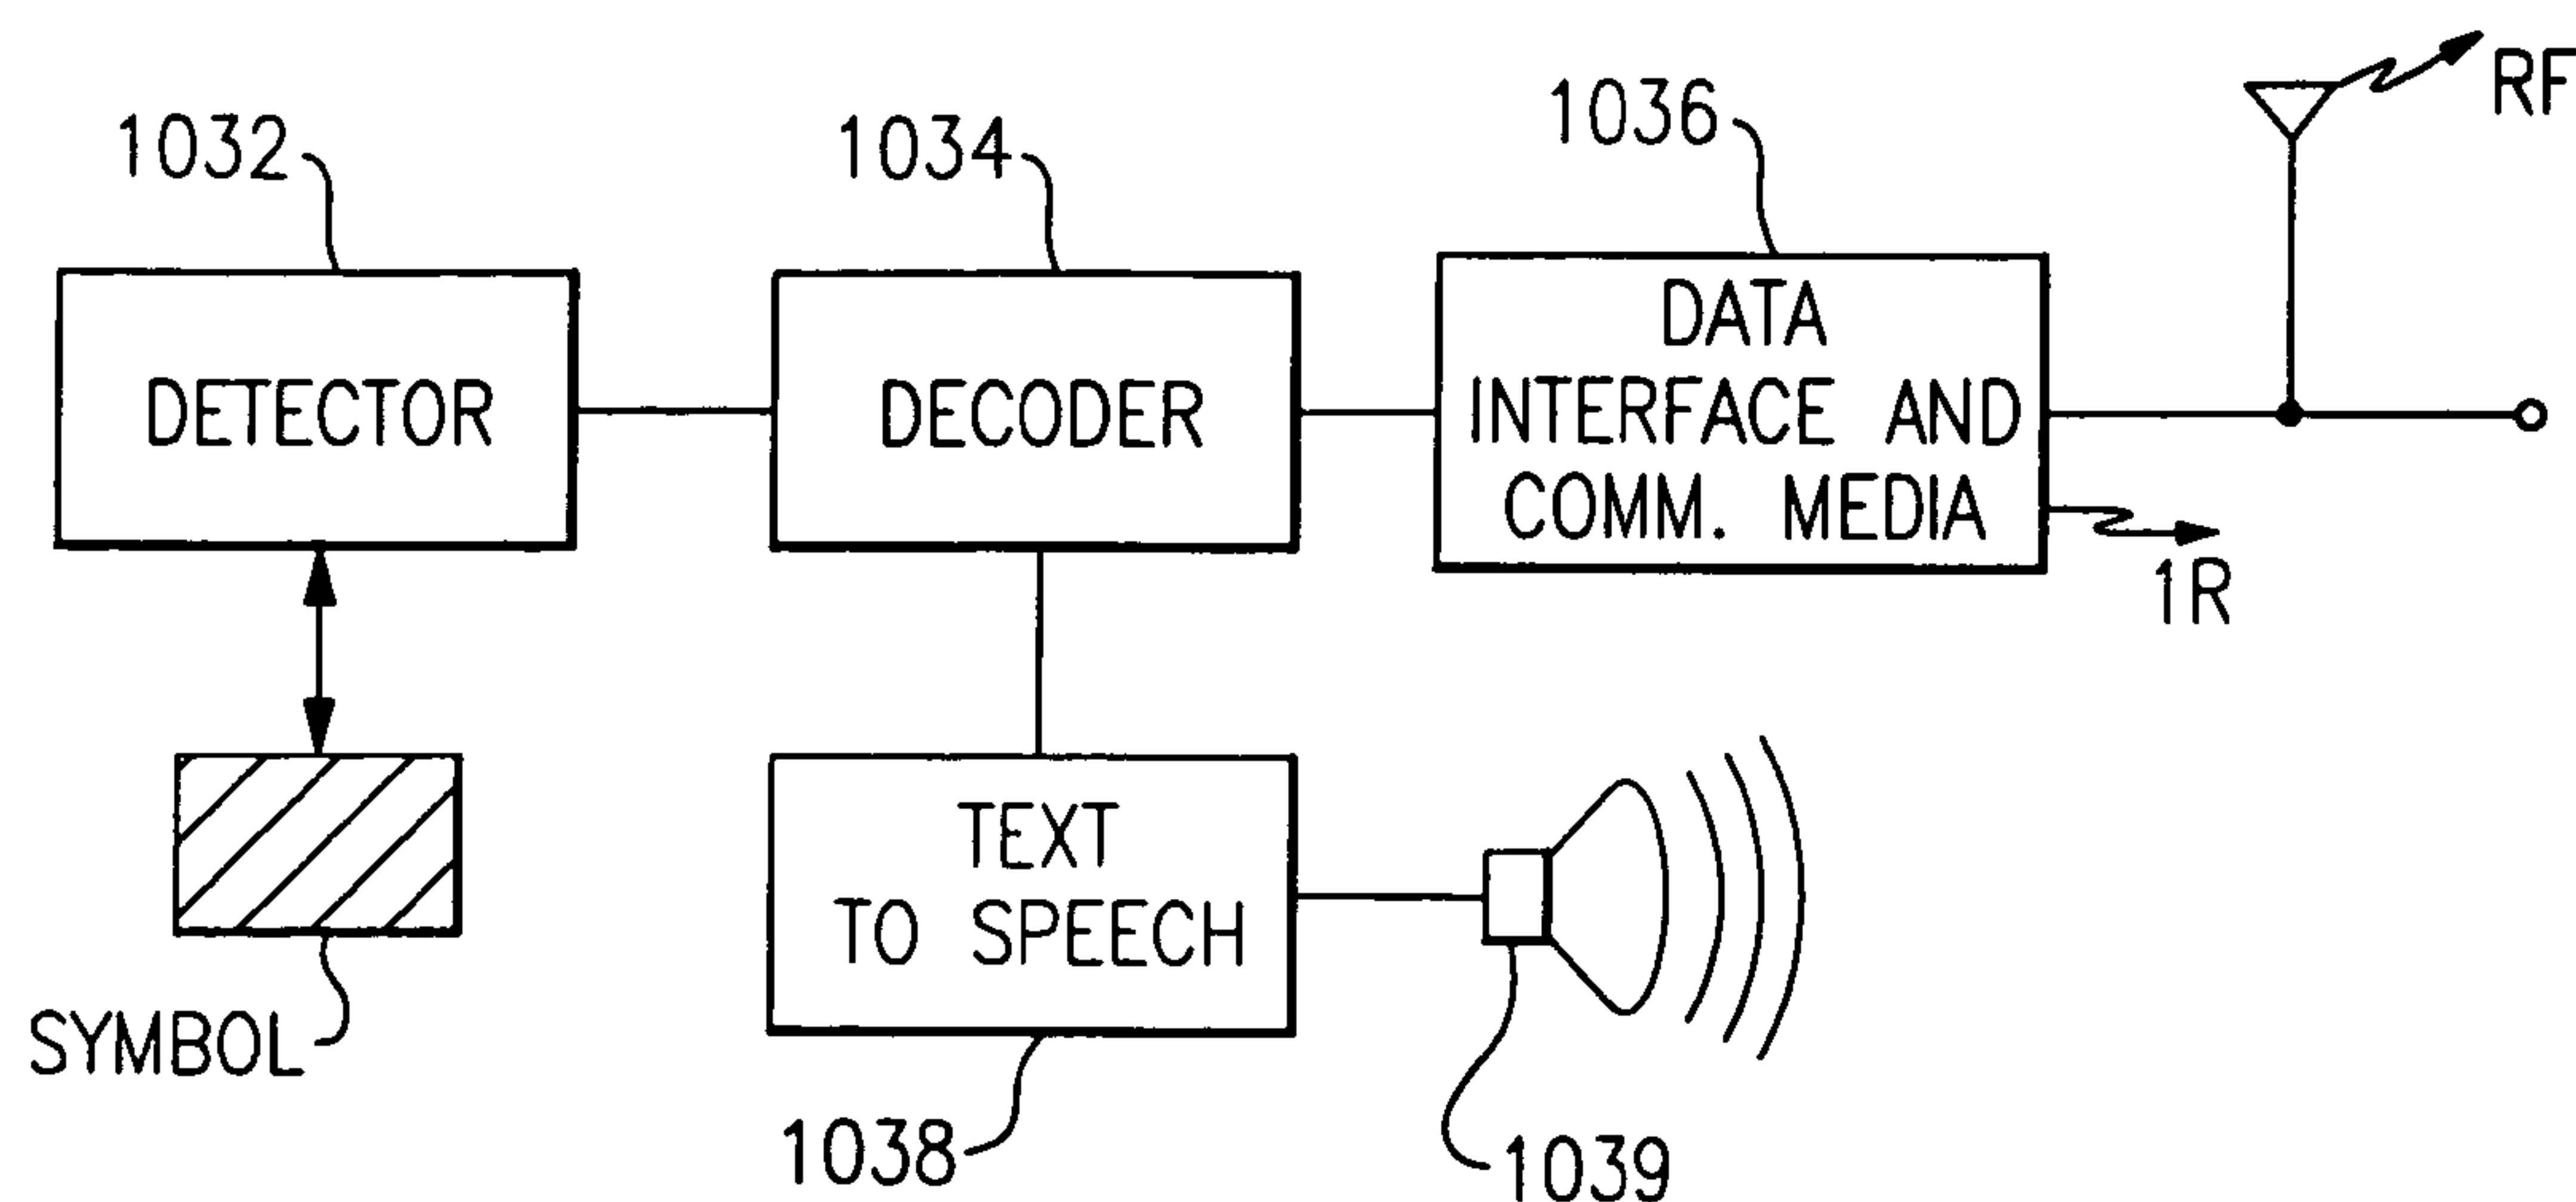 RF
1032
1034
1036
DETECTOR
DECODER
DATA
INTERFACE AND
COMM. MEDIA
1R
TEXT
TO SPEECH
SYMBOL
1038
1039